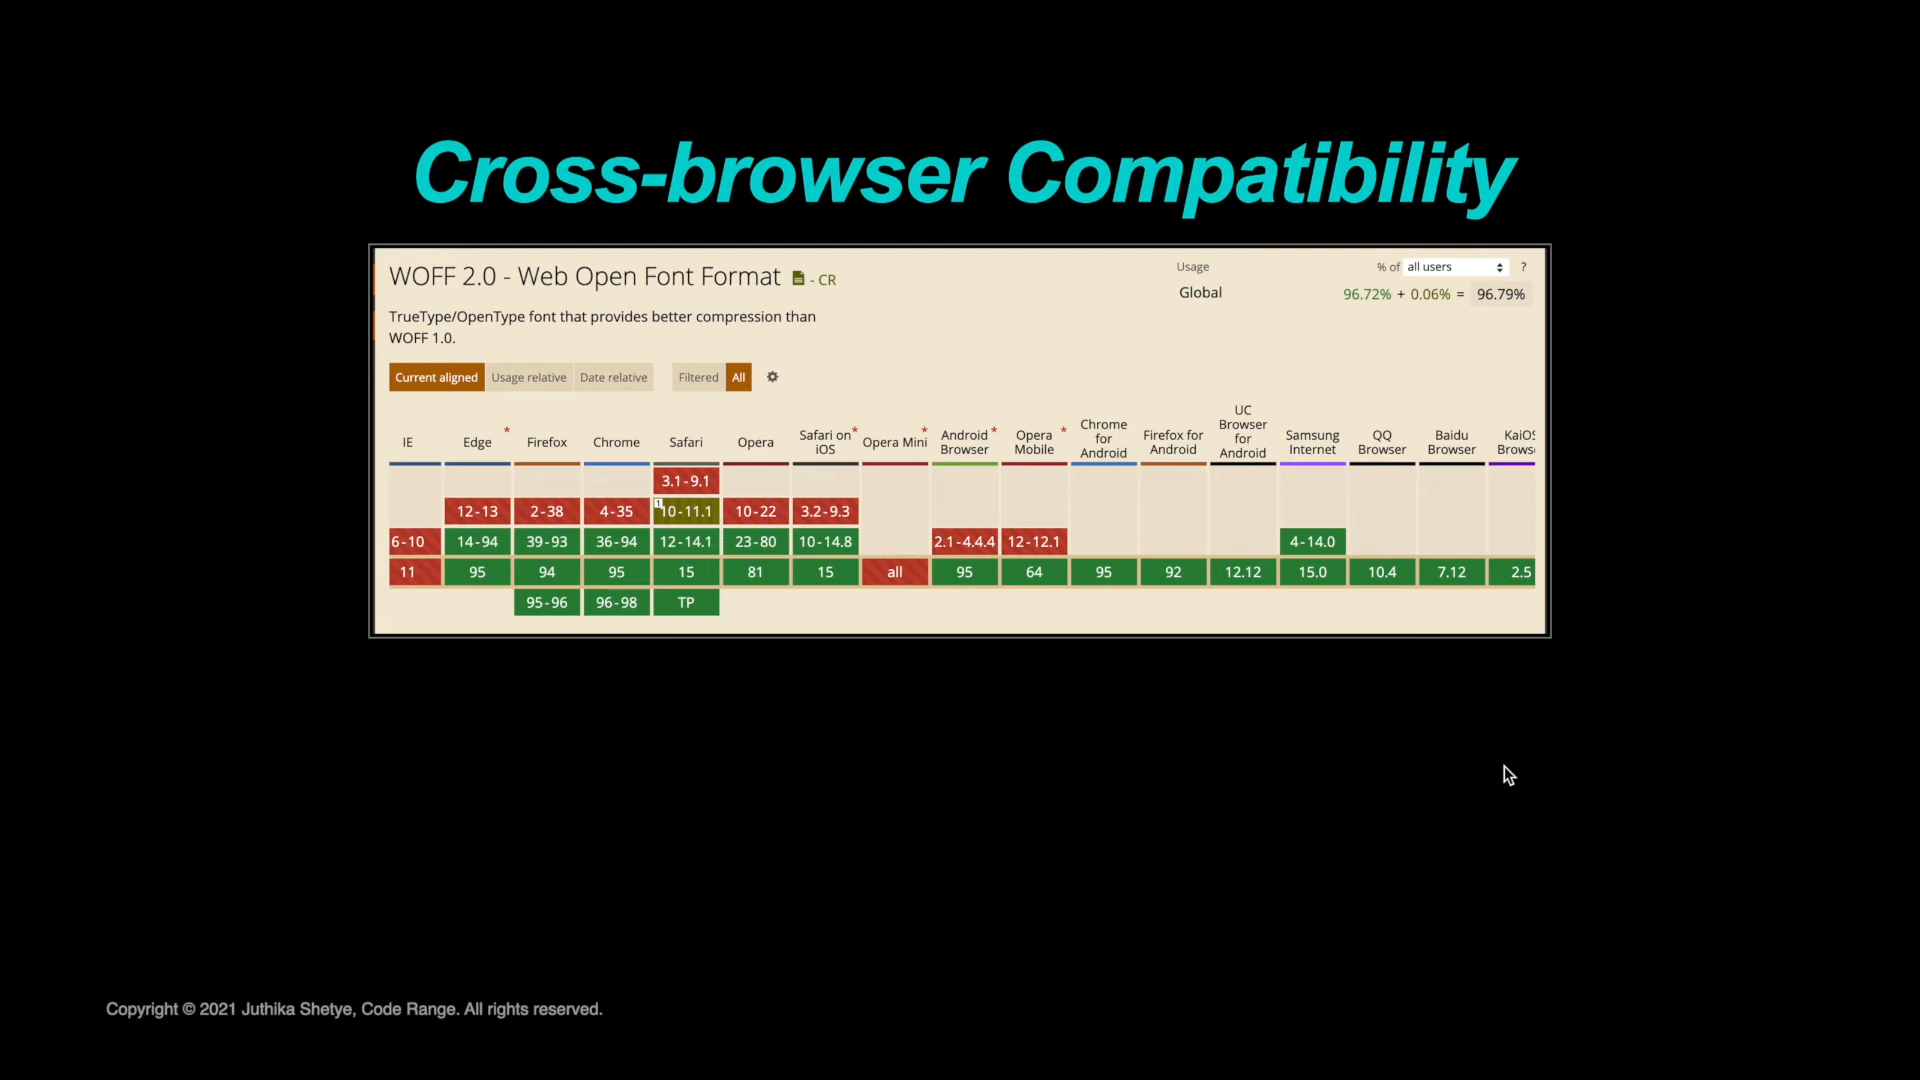 Cross-browser Compatibility
WOFF 2.0 - Web Open Font Format - CR
Usage % of all users ?
Global 96.72% + 0.06% = 96.79%
TrueType/OpenType font that provides better compression than
WOFF 1.0.
Current aligned Usage relative Date relative Filtered All
IE Edge * Firefox Chrome Safari Opera Safari on iOS * Opera Mini * Android Browser * Opera Mobile * Chrome for Android Firefox for Android UC Browser for Android Samsung Internet QQ Browser Baidu Browser KaiOS Browse
3.1-9.1
12-13 2-38 4-35 1 10-11.1 10-22 3.2-9.3
6-10 14-94 39-93 36-94 12-14.1 23-80 10-14.8 2.1-4.4.4 12-12.1 4-14.0
11 95 94 95 15 81 15 all 95 64 95 92 12.12 15.0 10.4 7.12 2.5
95-96 96-98 TP
Copyright © 2021 Juthika Shetye, Code Range. All rights reserved.